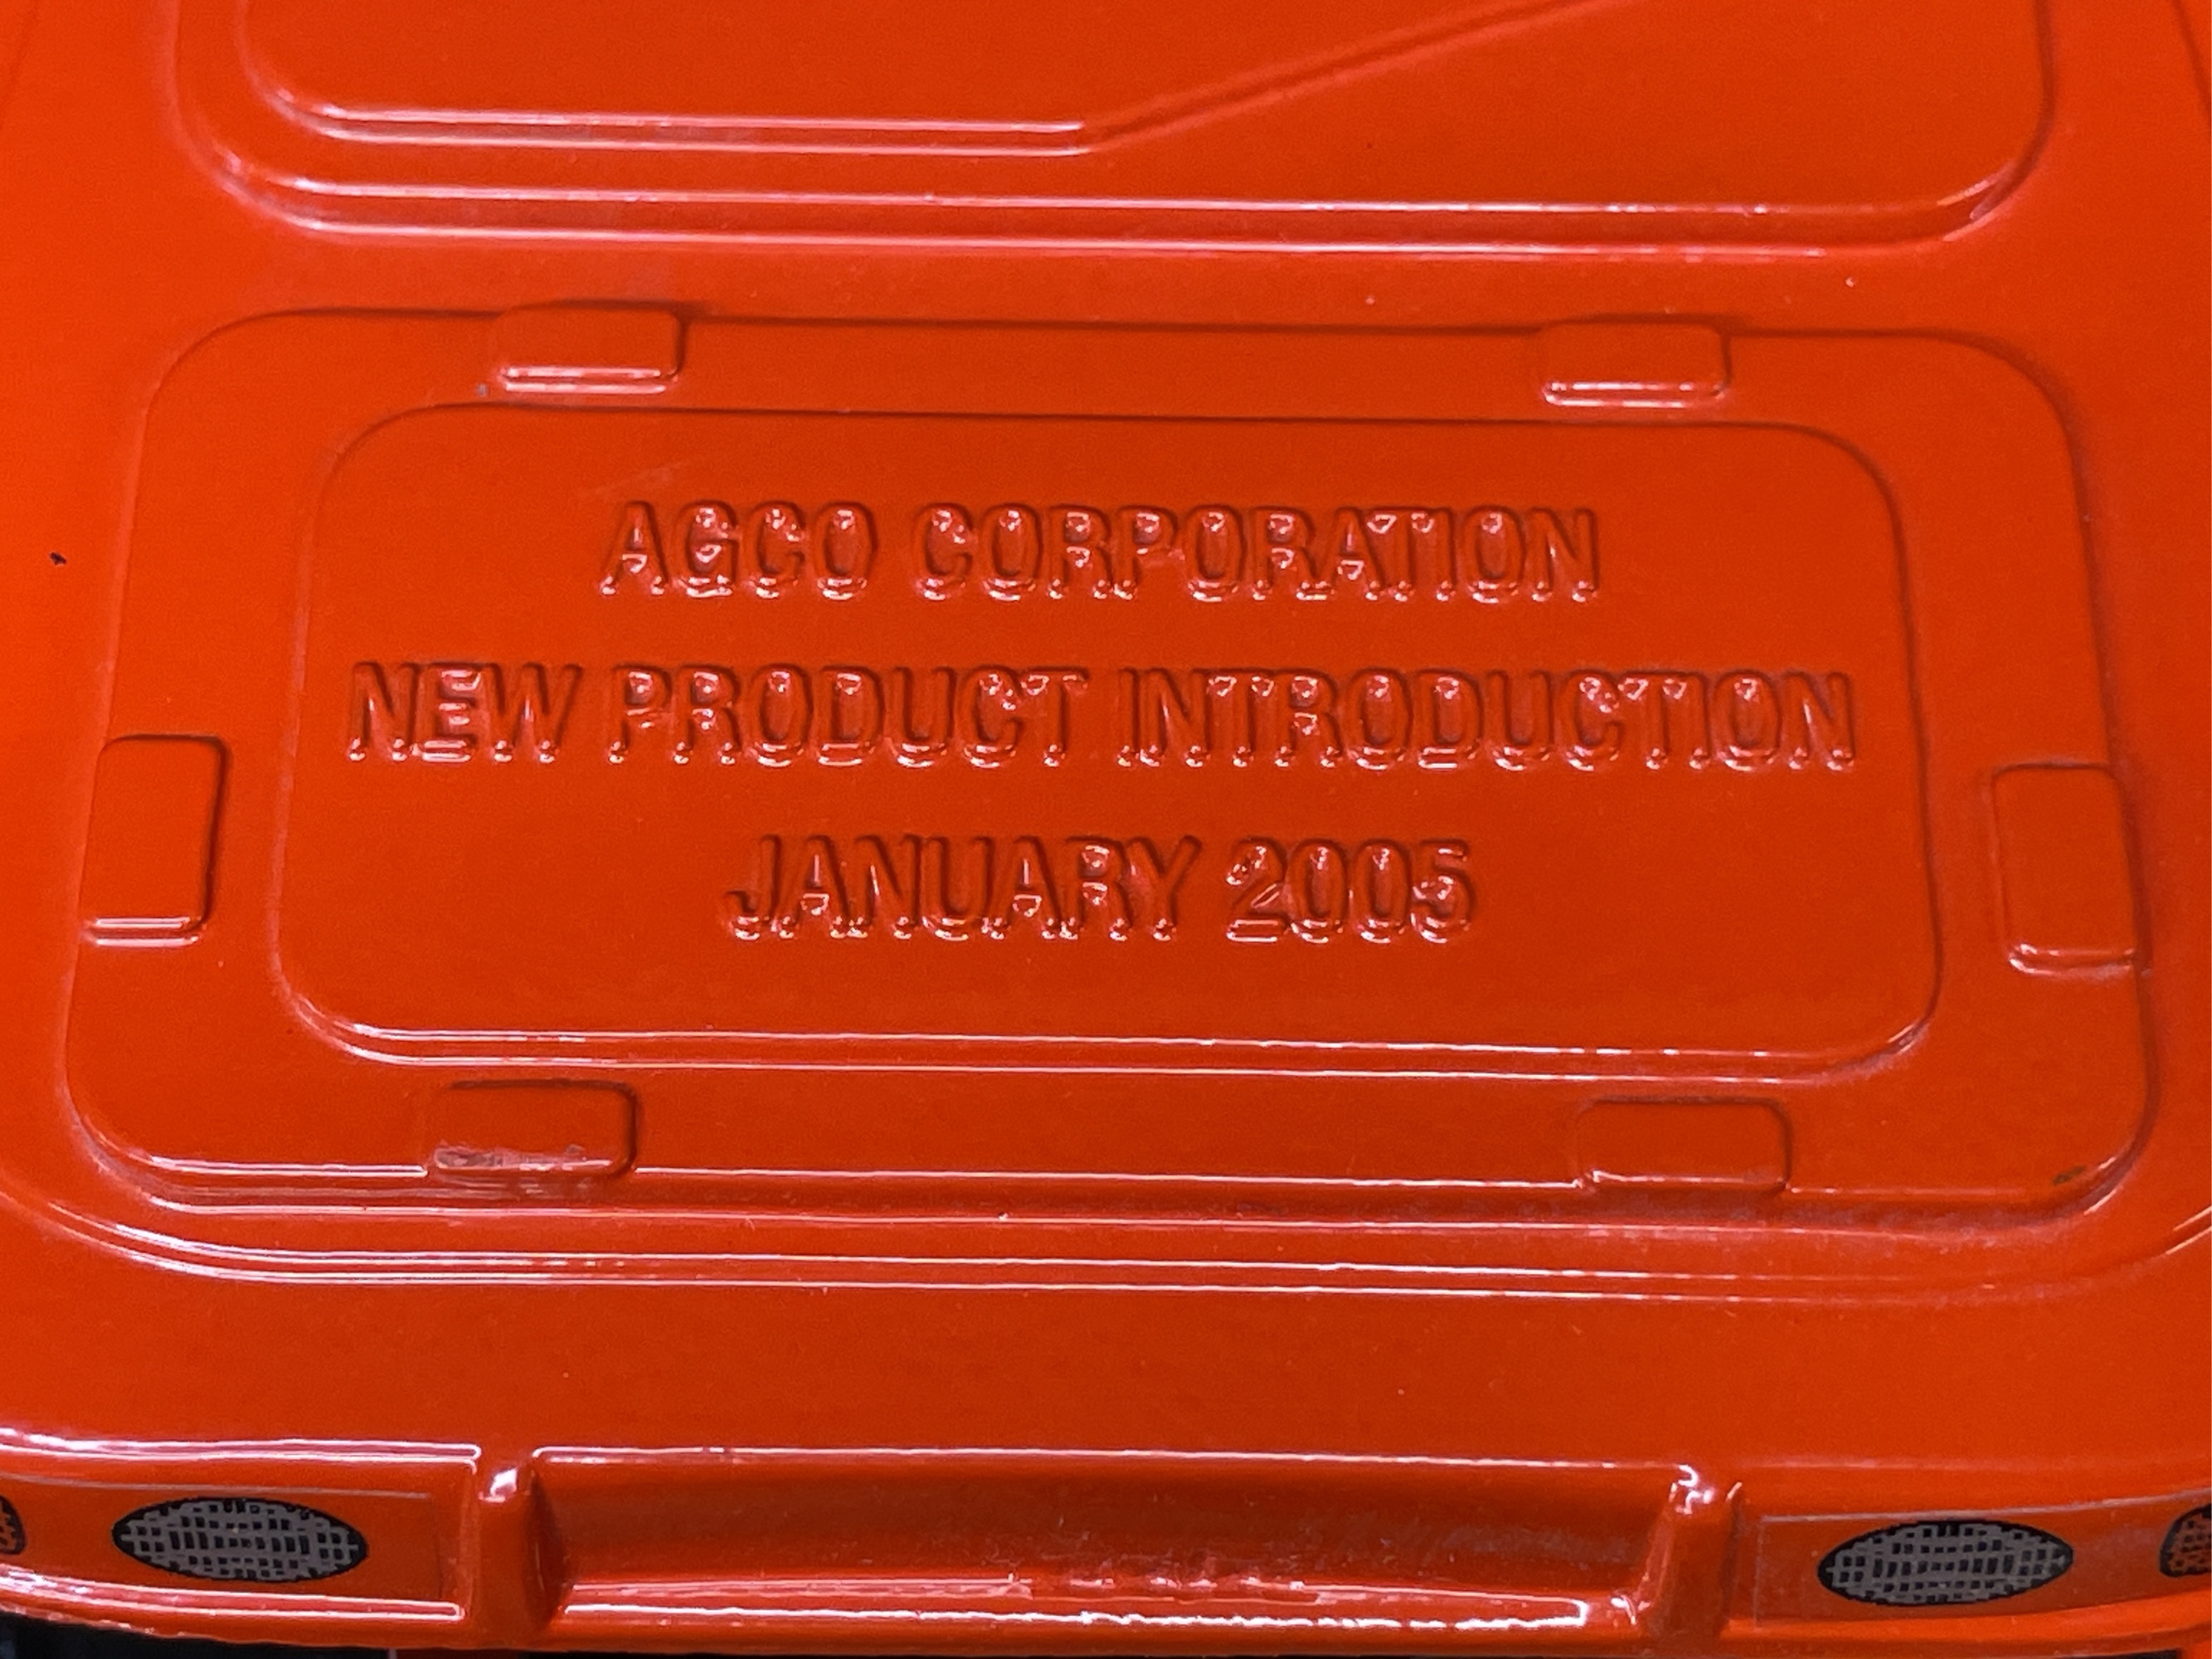 AGCO CORPORATION
NEW PRODUCT INTRODUCTION
JANUARY 2005